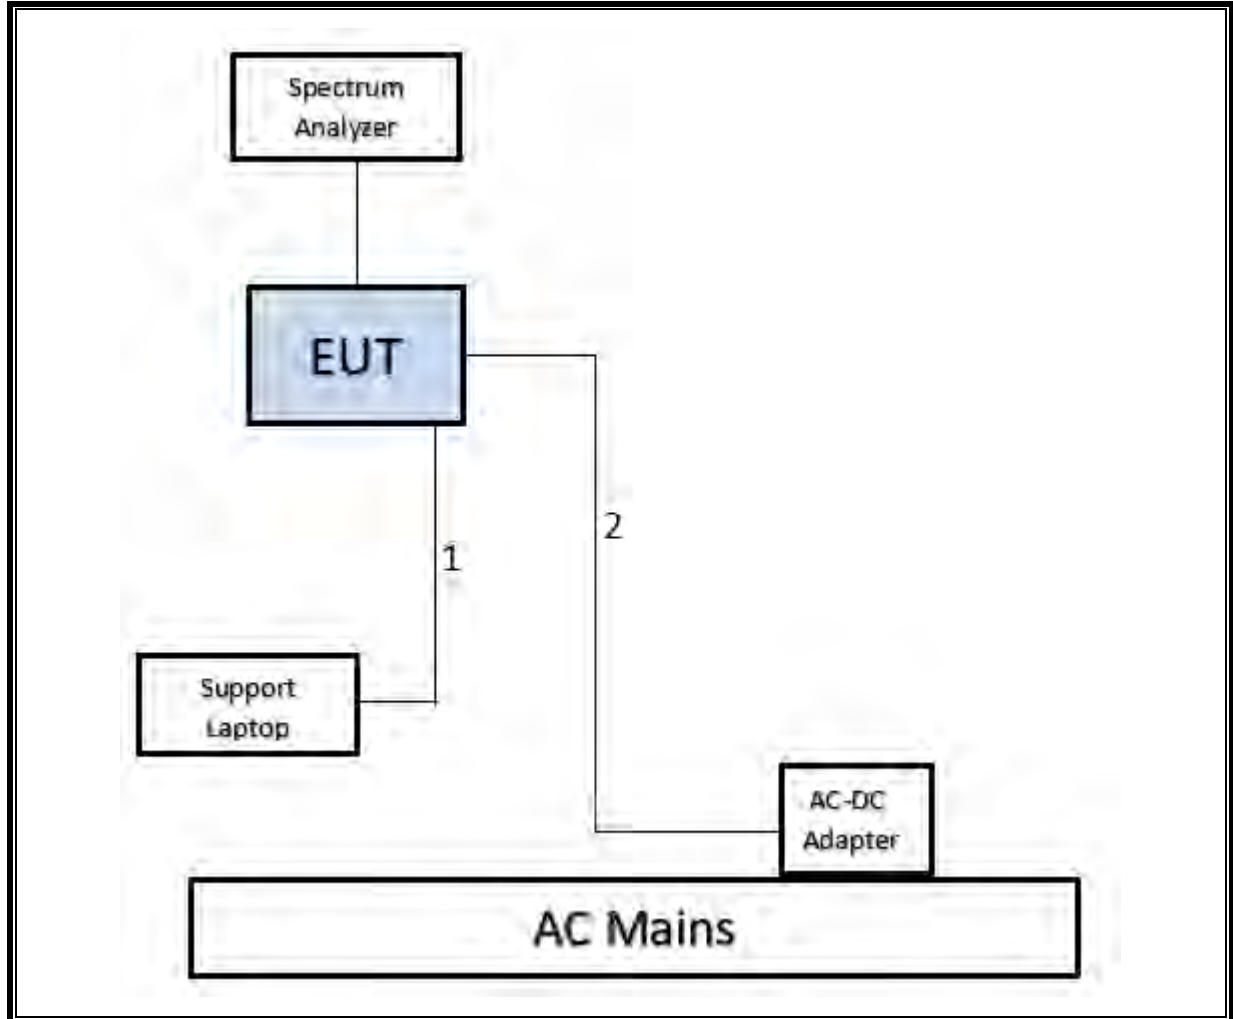 Spectrum
Analyzer
EUT
2
1
Support
Laptop
AC-DC
Adapter
AC Mains